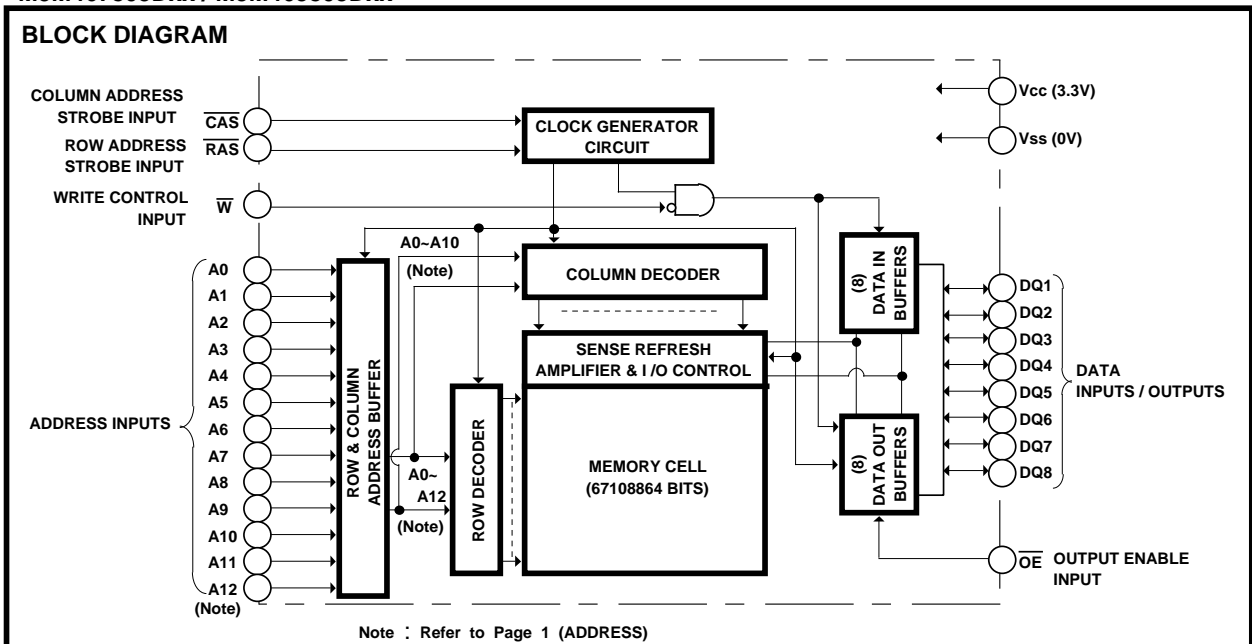 BLOCK DIAGRAM
COLUMN ADDRESS
STROBE INPUT
CAS
ROW ADDRESS
STROBE INPUT
RAS
WRITE CONTROL
INPUT
W
CLOCK GENERATOR
CIRCUIT
Vcc (3.3V)
Vss (0V)
ADDRESS INPUTS
A0
A1
A2
A3
A4
A5
A6
A7
A8
A9
A10
A11
A12
(Note)
ROW & COLUMN
ADDRESS BUFFER
A0~A10
(Note)
A0~
A12
(Note)
COLUMN DECODER
SENSE REFRESH
AMPLIFIER & I /O CONTROL
ROW DECODER
MEMORY CELL
(67108864 BITS)
(8)
DATA IN
BUFFERS
(8)
DATA OUT
BUFFERS
DQ1
DQ2
DQ3
DQ4
DQ5
DQ6
DQ7
DQ8
DATA
INPUTS / OUTPUTS
OE
OUTPUT ENABLE
INPUT
Note : Refer to Page 1 (ADDRESS)